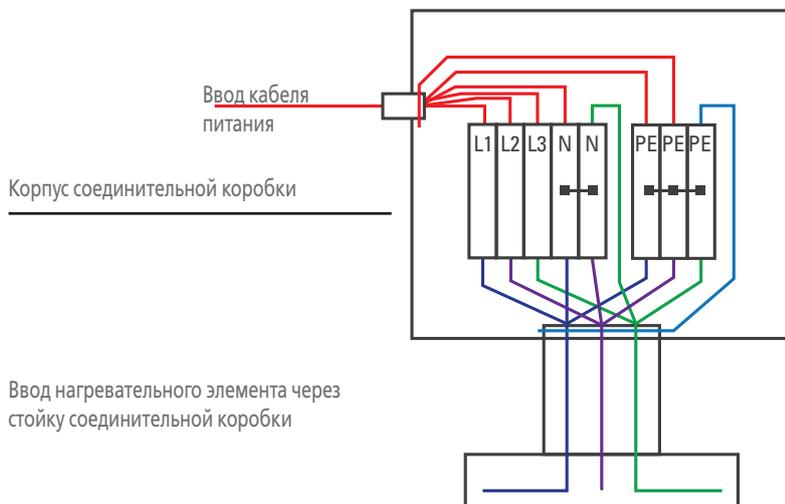 Ввод кабеля
питания
L1 L2 L3 N N PE PE PE
Корпус соединительной коробки
Ввод нагревательного элемента через
стойку соединительной коробки